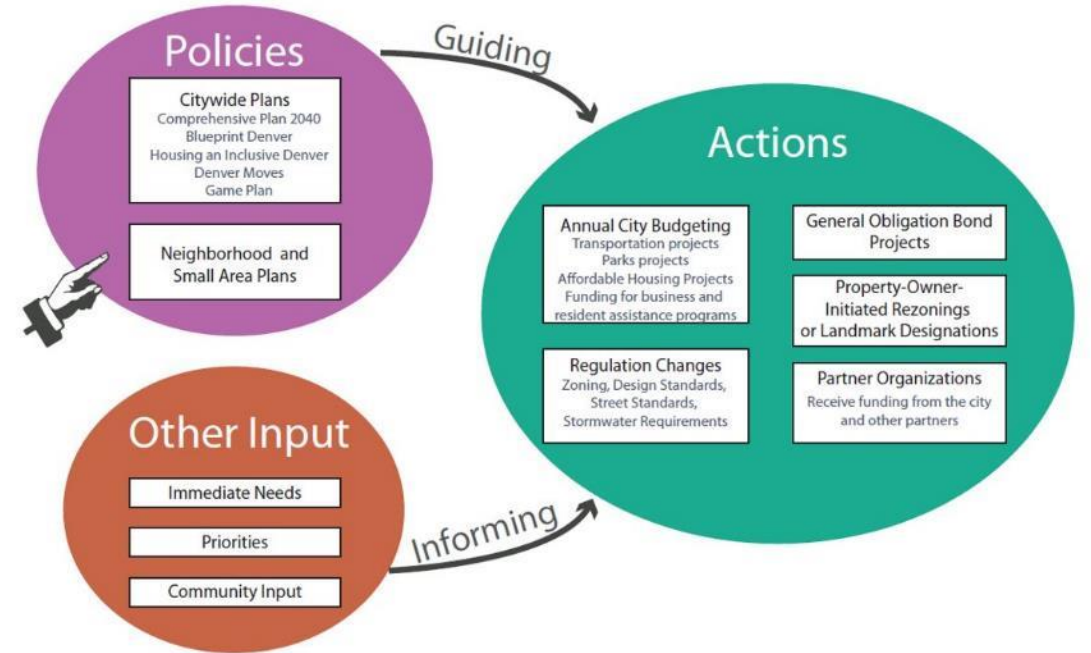 Policies
Citywide Plans
Comprehensive Plan 2040
Blueprint Denver
Housing an Inclusive Denver
Denver Moves
Game Plan
Neighborhood and
Small Area Plans
Guiding
Other Input
Immediate Needs
Priorities
Community Input
Informing
Actions
Annual City Budgeting
Transportation projects
Parks projects
Affordable Housing Projects
Funding for business and
resident assistance programs
Regulation Changes
Zoning, Design Standards,
Street Standards,
Stormwater Requirements
General Obligation Bond
Projects
Property-Owner-
Initiated Rezonings
or Landmark Designations
Partner Organizations
Receive funding from the city
and other partners